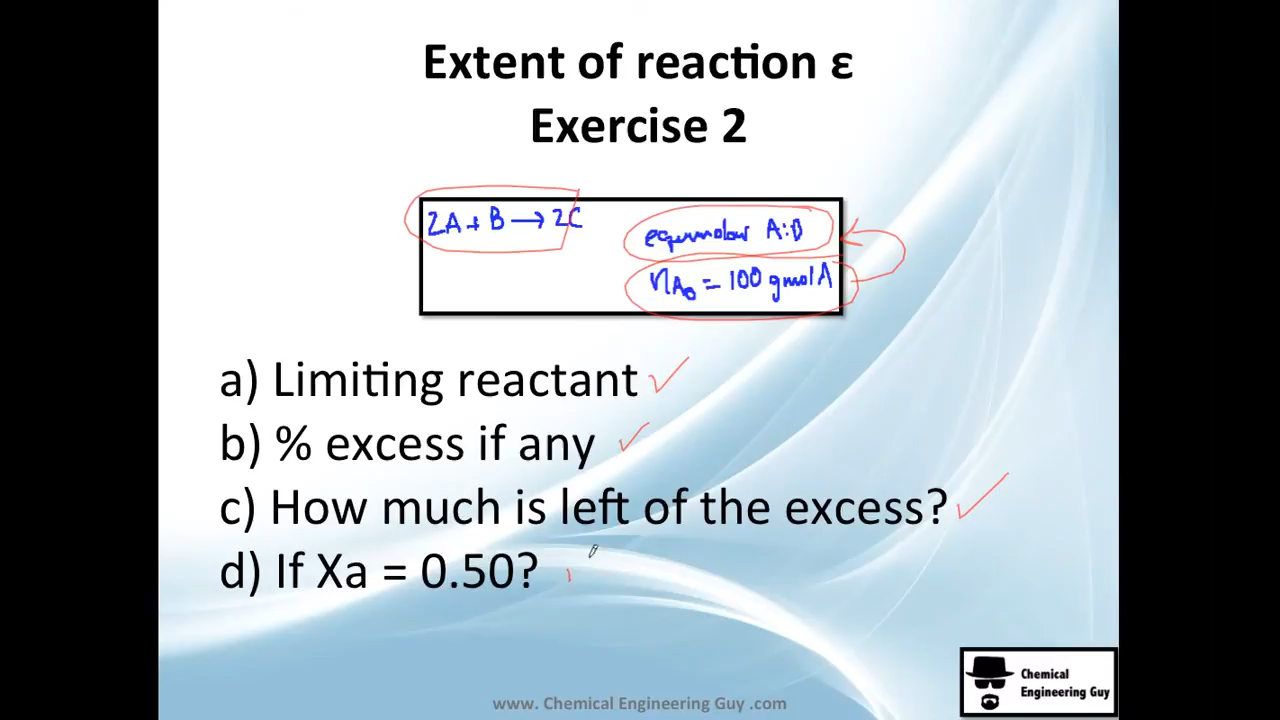 Extent of reaction ε
Exercise 2
2A + B → 2C
equimolar A:B
nA₀ = 100 gmol A
a) Limiting reactant
b) % excess if any
c) How much is left of the excess?
d) If Xa = 0.50?
Chemical
Engineering Guy
www. Chemical Engineering Guy .com